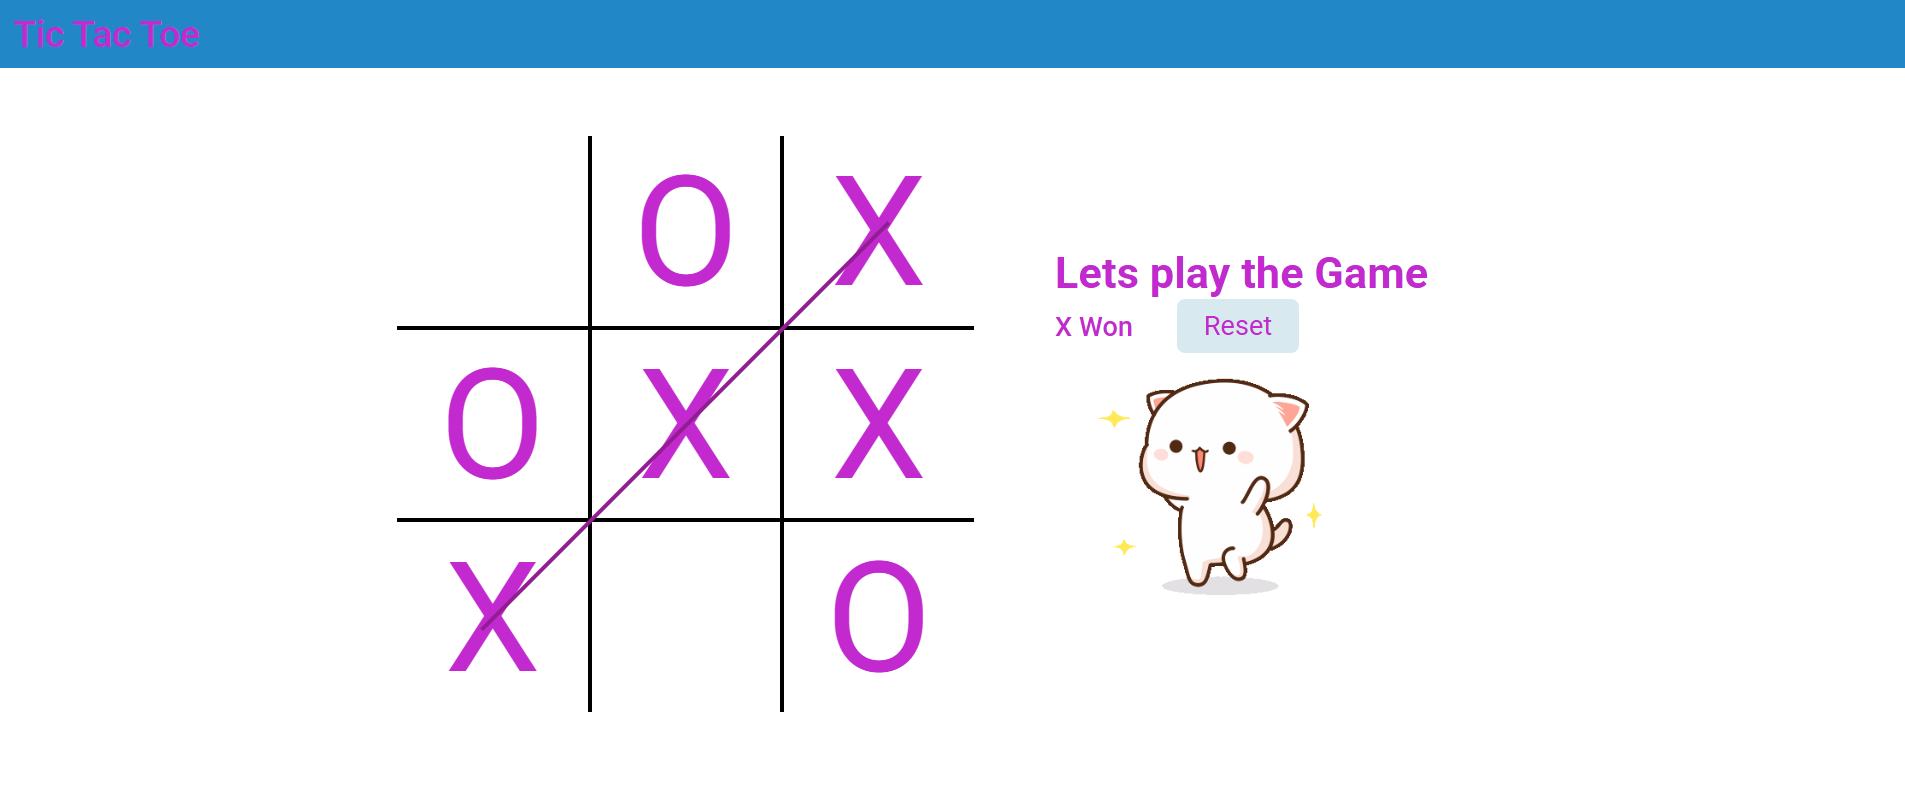 Tic Tac Toe
O X
O X X
X O
Lets play the Game
X Won Reset